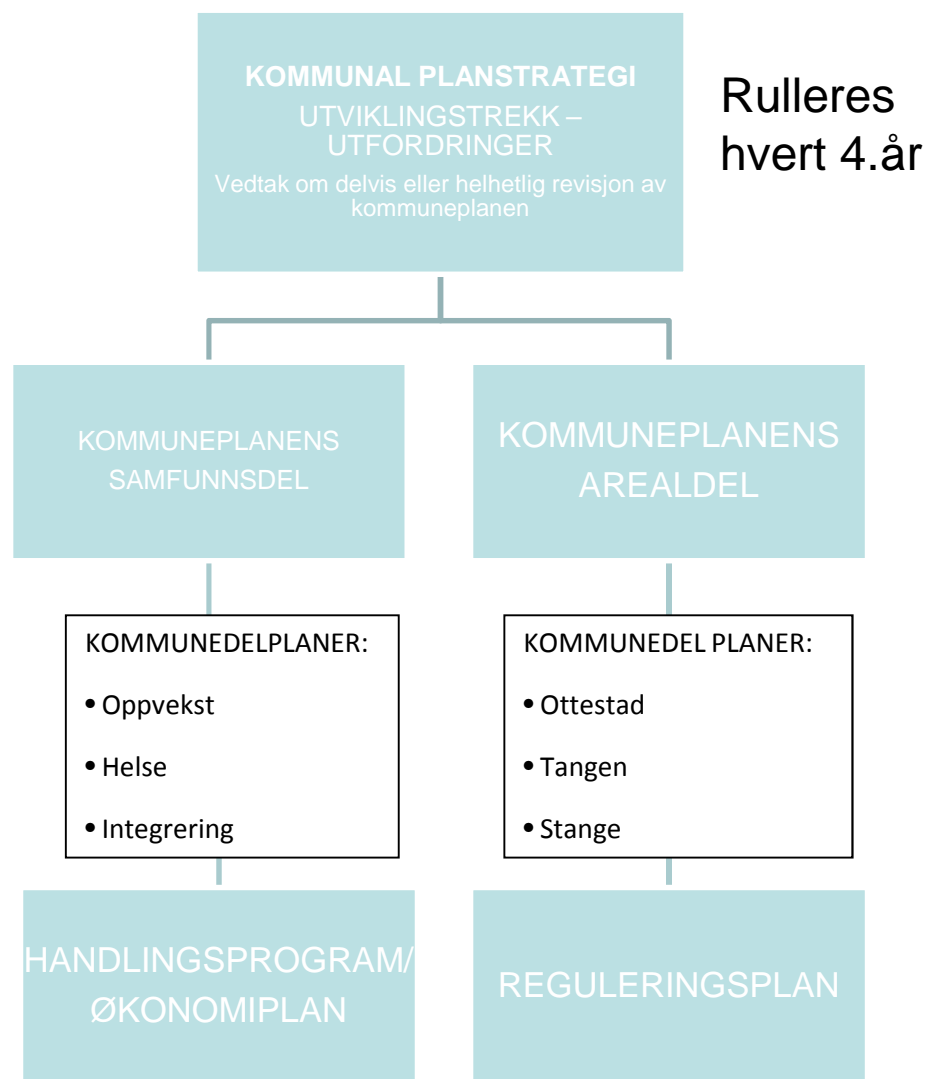 KOMMUNAL PLANSTRATEGI
UTVIKLINGSTREKK –
UTFORDRINGER
Vedtak om delvis eller helhetlig revisjon av
kommuneplanen
Rulleres
hvert 4.år
KOMMUNEPLANENS
SAMFUNNSDEL
KOMMUNEPLANENS
AREALDEL
KOMMUNEDELPLANER:
• Oppvekst
• Helse
• Integrering
KOMMUNEDEL PLANER:
• Ottestad
• Tangen
• Stange
HANDLINGSPROGRAM/
ØKONOMIPLAN
REGULERINGSPLAN